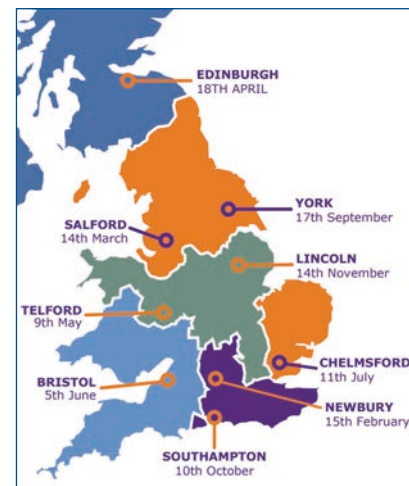 EDINBURGH
18TH APRIL
YORK
17th September
SALFORD
14th March
LINCOLN
14th November
TELFORD
9th May
CHELMSFORD
11th July
BRISTOL
5th June
NEWBURY
15th February
SOUTHAMPTON
10th October